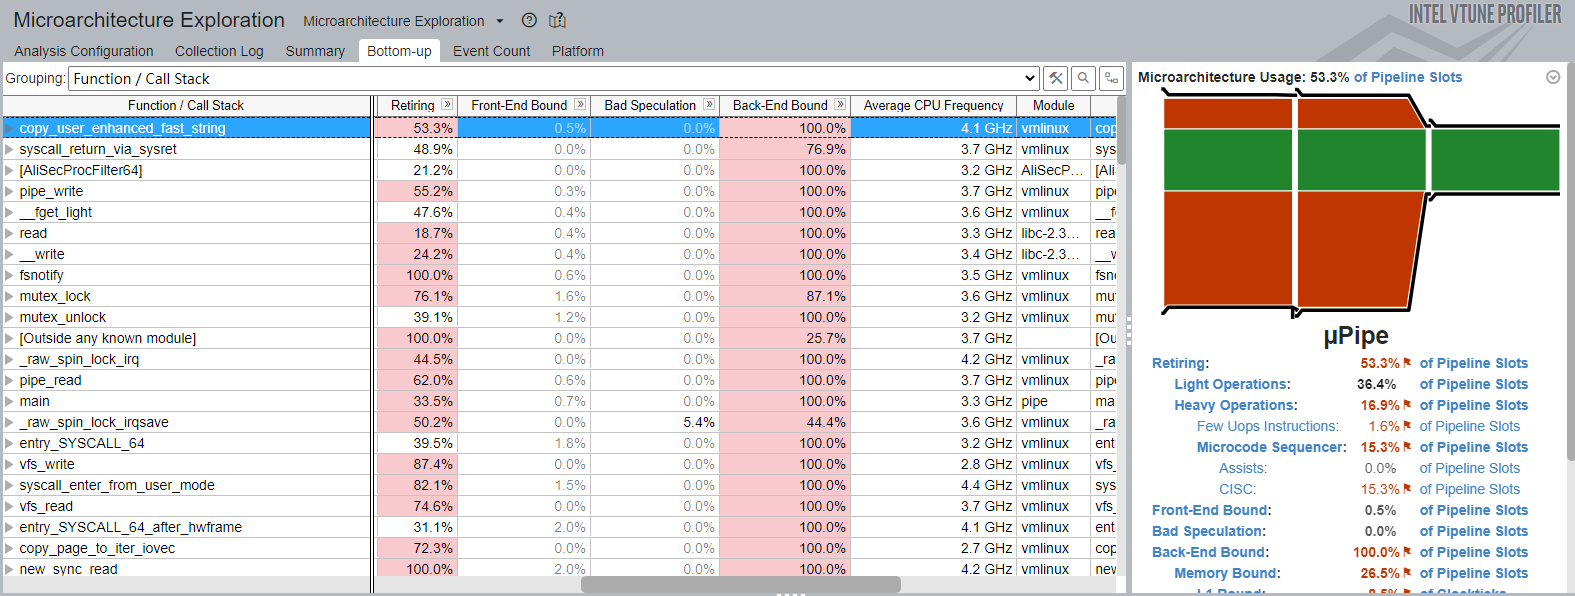 Microarchitecture Exploration Microarchitecture Exploration
INTEL VTUNE PROFILER
Analysis Configuration Collection Log Summary Bottom-up Event Count Platform
Grouping: Function / Call Stack
Function / Call Stack Retiring Front-End Bound Bad Speculation Back-End Bound Average CPU Frequency Module
copy_user_enhanced_fast_string 53.3% 0.5% 0.0% 100.0% 4.1 GHz vmlinux cop
syscall_return_via_sysret 48.9% 0.0% 0.0% 76.9% 3.7 GHz vmlinux sys
[AliSecProcFilter64] 21.2% 0.0% 0.0% 100.0% 3.2 GHz AliSecP... [Ali
pipe_write 55.2% 0.3% 0.0% 100.0% 3.7 GHz vmlinux pip
__fget_light 47.6% 0.4% 0.0% 100.0% 3.6 GHz vmlinux __f
read 18.7% 0.4% 0.0% 100.0% 3.3 GHz libc-2.3... rea
__write 24.2% 0.4% 0.0% 100.0% 3.4 GHz libc-2.3... __w
fsnotify 100.0% 0.6% 0.0% 100.0% 3.5 GHz vmlinux fsn
mutex_lock 76.1% 1.6% 0.0% 87.1% 3.6 GHz vmlinux mu
mutex_unlock 39.1% 1.2% 0.0% 100.0% 3.2 GHz vmlinux mu
[Outside any known module] 100.0% 0.0% 0.0% 25.7% 3.7 GHz [Ou
_raw_spin_lock_irq 44.5% 0.0% 0.0% 100.0% 4.2 GHz vmlinux _ra
pipe_read 62.0% 0.6% 0.0% 100.0% 3.7 GHz vmlinux pip
main 33.5% 0.7% 0.0% 100.0% 3.3 GHz pipe ma
_raw_spin_lock_irqsave 50.2% 0.0% 5.4% 44.4% 3.6 GHz vmlinux _ra
entry_SYSCALL_64 39.5% 1.8% 0.0% 100.0% 3.2 GHz vmlinux ent
vfs_write 87.4% 0.0% 0.0% 100.0% 2.8 GHz vmlinux vfs_
syscall_enter_from_user_mode 82.1% 1.5% 0.0% 100.0% 4.4 GHz vmlinux sys
vfs_read 74.6% 0.0% 0.0% 100.0% 3.7 GHz vmlinux vfs_
entry_SYSCALL_64_after_hwframe 31.1% 2.0% 0.0% 100.0% 4.1 GHz vmlinux ent
copy_page_to_iter_iovec 72.3% 0.0% 0.0% 100.0% 2.7 GHz vmlinux cop
new_sync_read 100.0% 2.0% 0.0% 100.0% 4.2 GHz vmlinux nev
Microarchitecture Usage: 53.3% of Pipeline Slots
µPipe
Retiring: 53.3% of Pipeline Slots
Light Operations: 36.4% of Pipeline Slots
Heavy Operations: 16.9% of Pipeline Slots
Few Uops Instructions: 1.6% of Pipeline Slots
Microcode Sequencer: 15.3% of Pipeline Slots
Assists: 0.0% of Pipeline Slots
CISC: 15.3% of Pipeline Slots
Front-End Bound: 0.5% of Pipeline Slots
Bad Speculation: 0.0% of Pipeline Slots
Back-End Bound: 100.0% of Pipeline Slots
Memory Bound: 26.5% of Pipeline Slots
L1 Bound: 8.5% of Clockticks